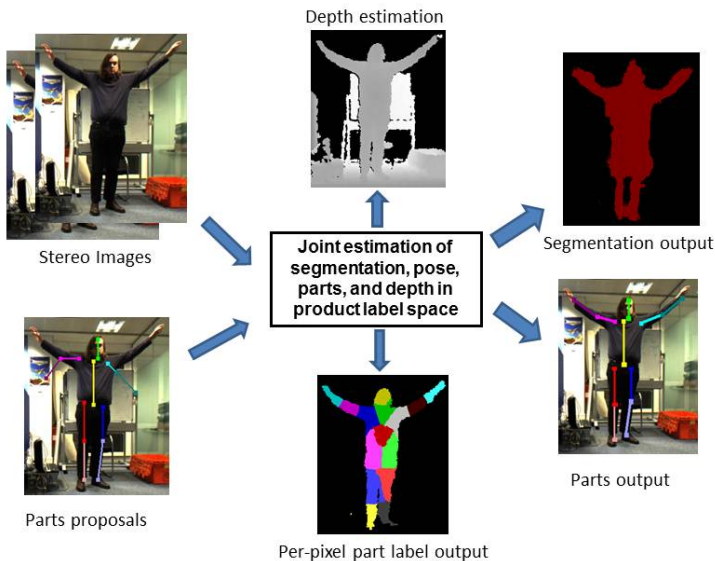 Depth estimation
Stereo Images
Joint estimation of
segmentation, pose,
parts, and depth in
product label space
Segmentation output
Parts proposals
Per-pixel part label output
Parts output